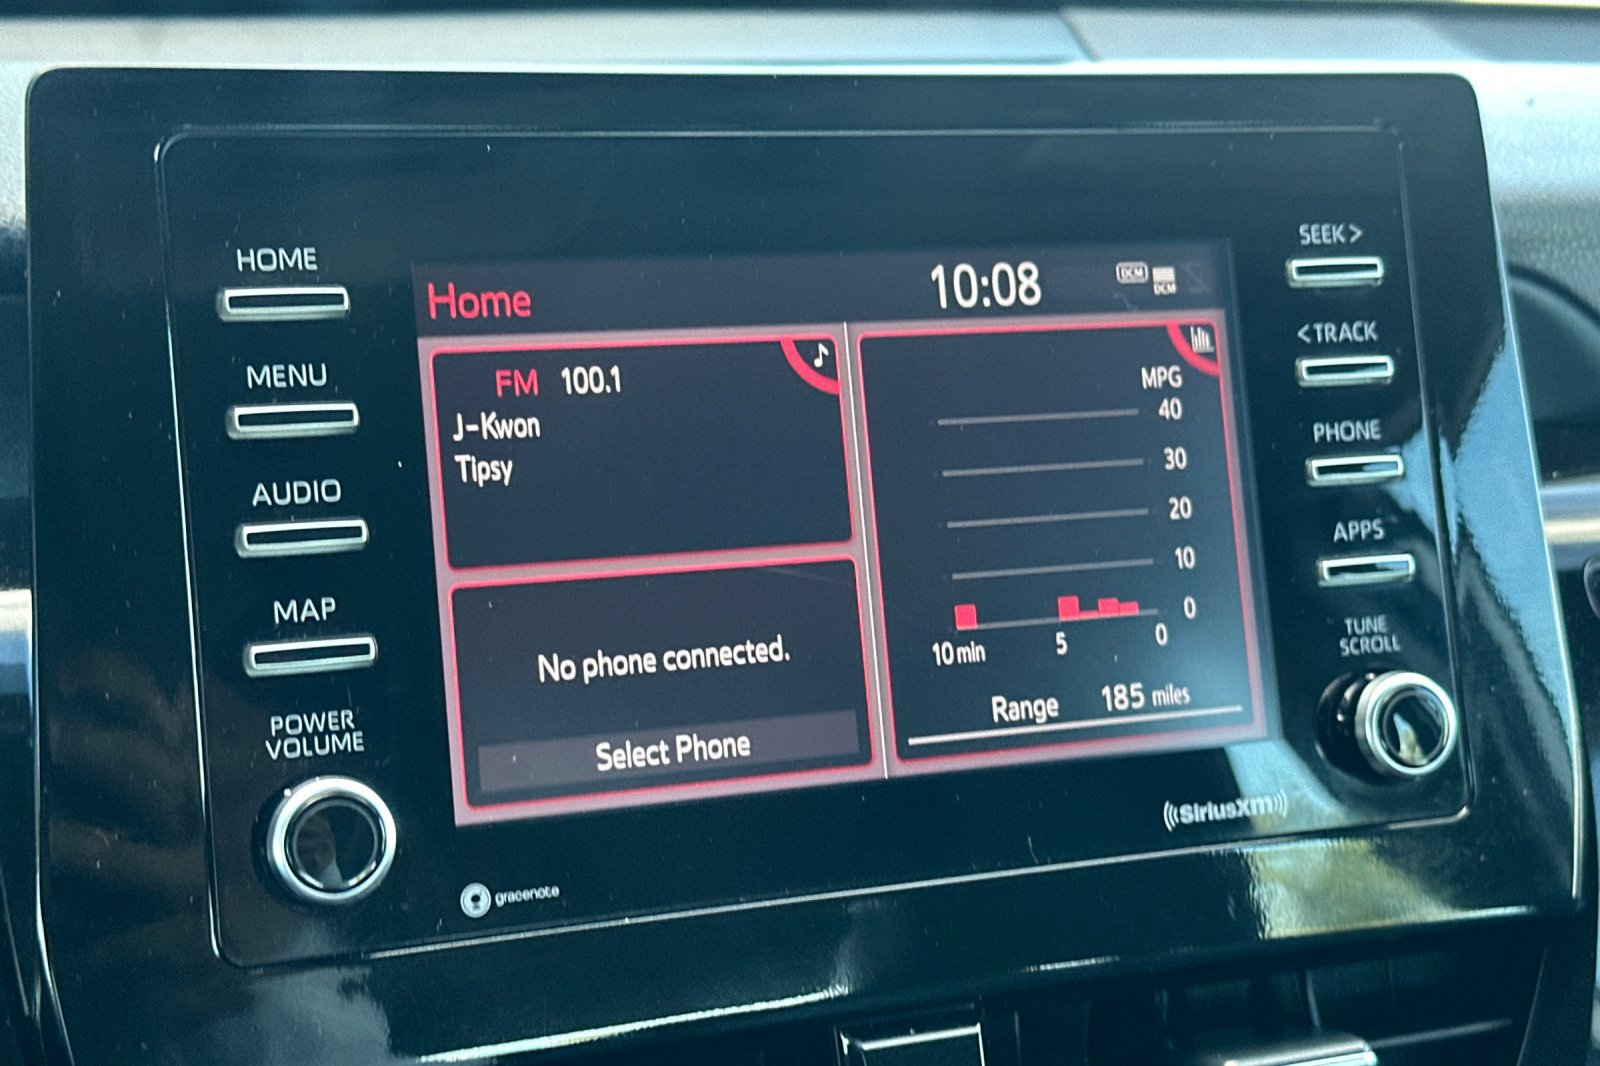 HOME
MENU
AUDIO
MAP
POWER
VOLUME
Home
10:08
DCM
DCM
FM 100.1
J-Kwon
Tipsy
No phone connected.
Select Phone
MPG
40
30
20
10
0
10min 5 0
Range 185 miles
SEEK >
< TRACK
PHONE
APPS
TUNE
SCROLL
gracenote
SiriusXM